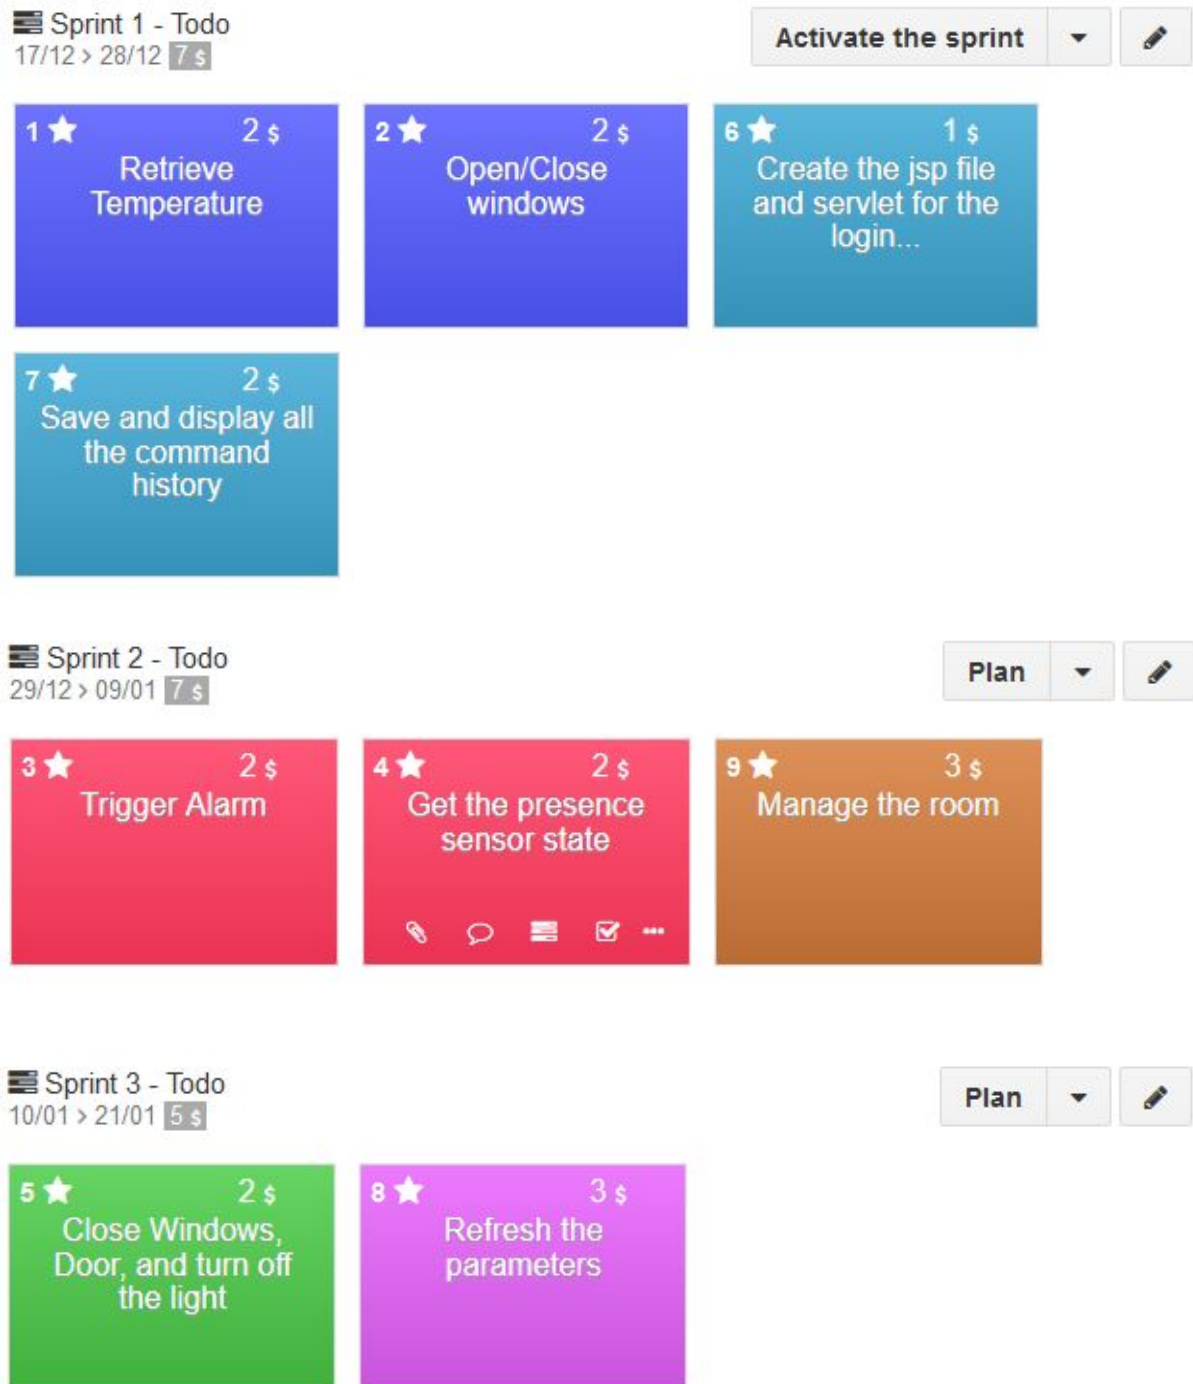 Sprint 1 - Todo
17/12 > 28/12 7 $
Activate the sprint
1 2 $
Retrieve
Temperature
2 2 $
Open/Close
windows
6 1 $
Create the jsp file
and servlet for the
login...
7 2 $
Save and display all
the command
history
Sprint 2 - Todo
29/12 > 09/01 7 $
Plan
3 2 $
Trigger Alarm
4 2 $
Get the presence
sensor state
9 3 $
Manage the room
Sprint 3 - Todo
10/01 > 21/01 5 $
Plan
5 2 $
Close Windows,
Door, and turn off
the light
8 3 $
Refresh the
parameters